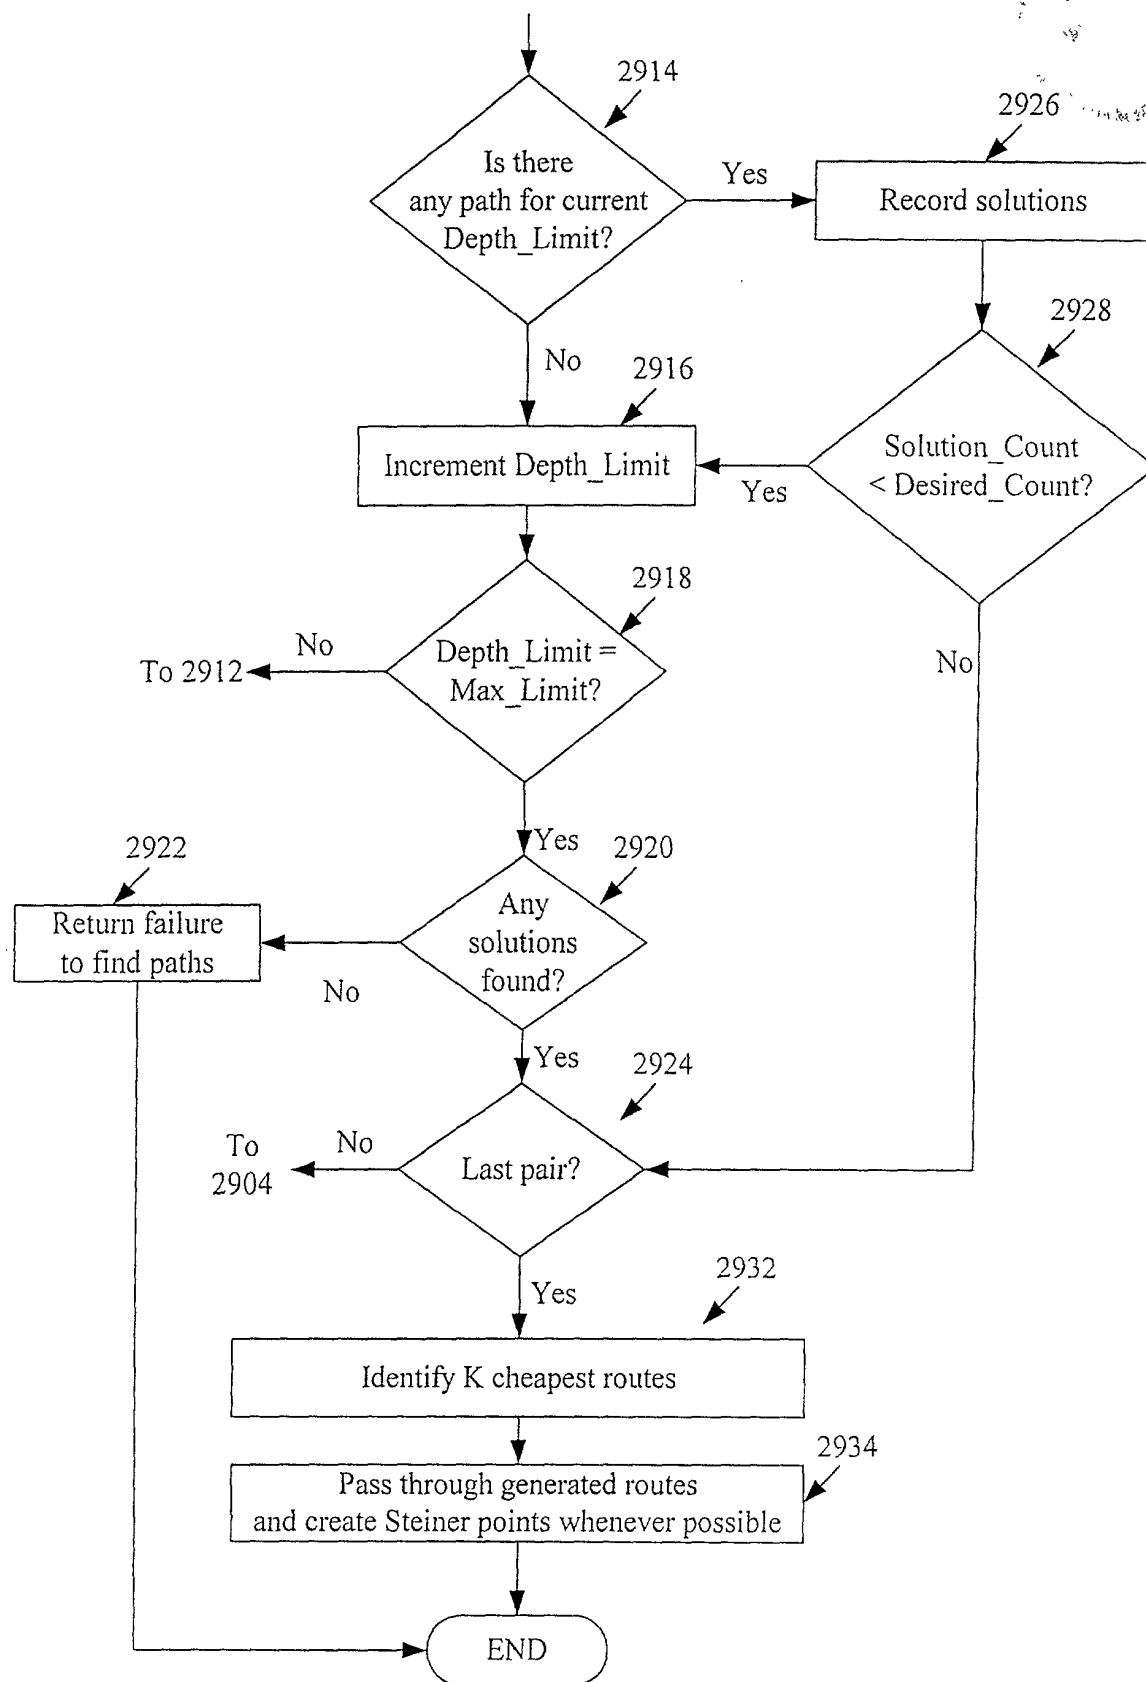 2914
Is there
any path for current
Depth_Limit?
Yes
2926
Record solutions
No
2916
Increment Depth_Limit
2928
Solution_Count
< Desired_Count?
Yes
No
2918
Depth_Limit =
Max_Limit?
No
To 2912
Yes
2920
Any
solutions
found?
No
2922
Return failure
to find paths
Yes
2924
Last pair?
No
To
2904
Yes
2932
Identify K cheapest routes
2934
Pass through generated routes
and create Steiner points whenever possible
END